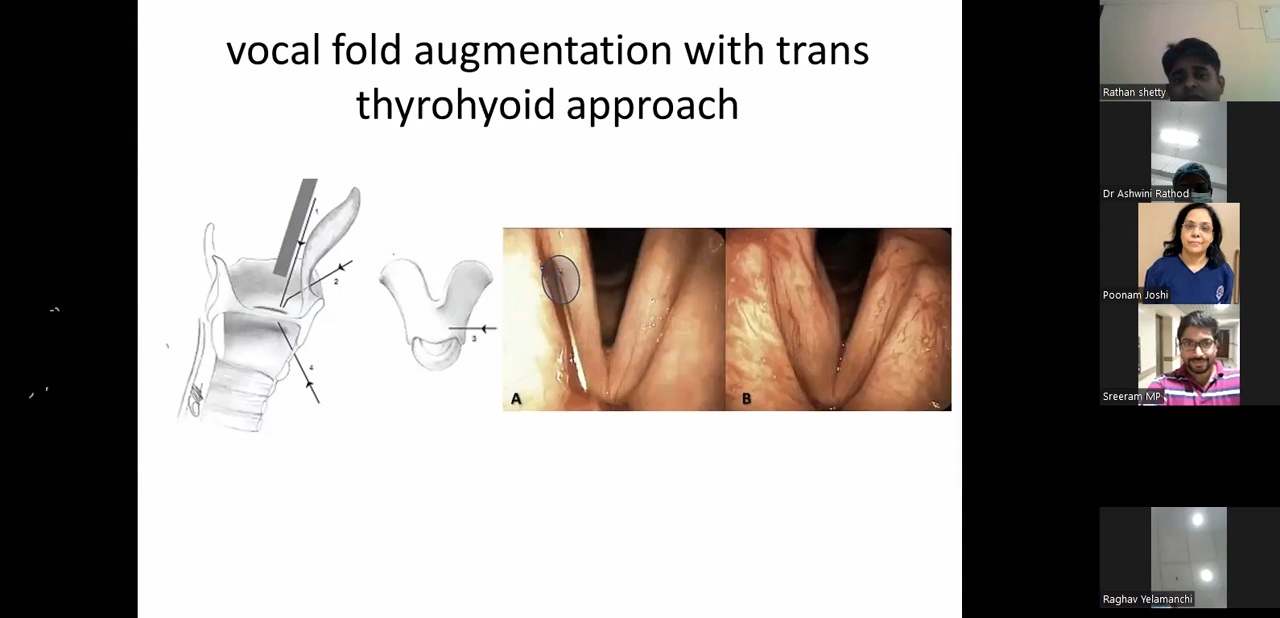 vocal fold augmentation with trans
thyrohyoid approach
1
2
3
4
A
B
Rathan shetty
Dr Ashwini Rathod
Poonam Joshi
Sreeram MP
Raghav Yelamanchi